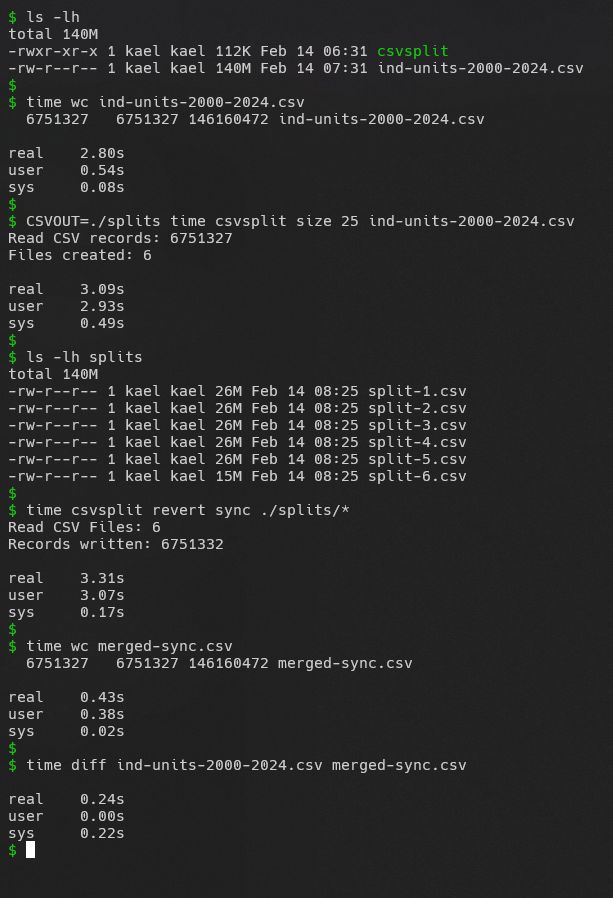 $ ls -lh
total 140M
-rwxr-xr-x 1 kael kael 112K Feb 14 06:31 csvsplit
-rw-r--r-- 1 kael kael 140M Feb 14 07:31 ind-units-2000-2024.csv
$
$ time wc ind-units-2000-2024.csv
  6751327   6751327 146160472 ind-units-2000-2024.csv

real    2.80s
user    0.54s
sys     0.08s
$
$ CSVOUT=./splits time csvsplit size 25 ind-units-2000-2024.csv
Read CSV records: 6751327
Files created: 6

real    3.09s
user    2.93s
sys     0.49s
$
$ ls -lh splits
total 140M
-rw-r--r-- 1 kael kael 26M Feb 14 08:25 split-1.csv
-rw-r--r-- 1 kael kael 26M Feb 14 08:25 split-2.csv
-rw-r--r-- 1 kael kael 26M Feb 14 08:25 split-3.csv
-rw-r--r-- 1 kael kael 26M Feb 14 08:25 split-4.csv
-rw-r--r-- 1 kael kael 26M Feb 14 08:25 split-5.csv
-rw-r--r-- 1 kael kael 15M Feb 14 08:25 split-6.csv
$
$ time csvsplit revert sync ./splits/*
Read CSV Files: 6
Records written: 6751332

real    3.31s
user    3.07s
sys     0.17s
$
$ time wc merged-sync.csv
  6751327   6751327 146160472 merged-sync.csv

real    0.43s
user    0.38s
sys     0.02s
$
$ time diff ind-units-2000-2024.csv merged-sync.csv

real    0.24s
user    0.00s
sys     0.22s
$